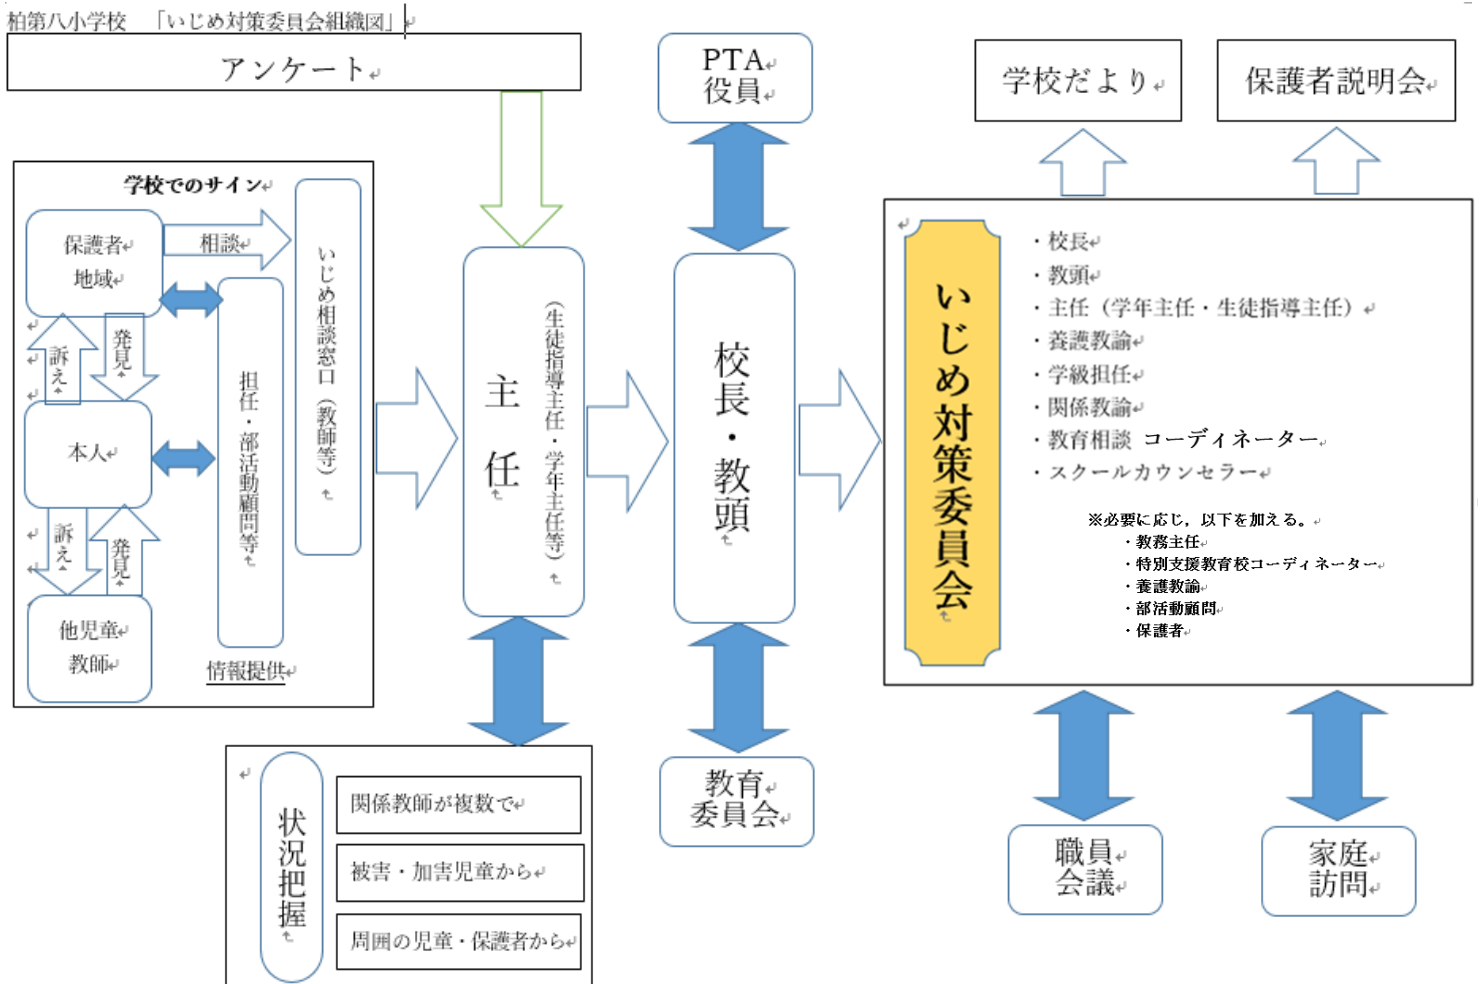 柏第八小学校　「いじめ対策委員会組織図」
アンケート
学校でのサイン
保護者
地域
相談
訴え
発見
本人
訴え
発見
他児童
教師
担任・部活動顧問等
いじめ相談窓口（教師等）
情報提供
主　任
（生徒指導主任・学年主任等）
状況把握
関係教師が複数で
被害・加害児童から
周囲の児童・保護者から
PTA
役員
校長・教頭
教育
委員会
学校だより
保護者説明会
いじめ対策委員会
・校長
・教頭
・主任（学年主任・生徒指導主任）
・養護教諭
・学級担任
・関係教諭
・教育相談 コーディネーター
・スクールカウンセラー
※必要に応じ，以下を加える。
・教務主任
・特別支援教育校コーディネーター
・養護教諭
・部活動顧問
・保護者
職員
会議
家庭
訪問